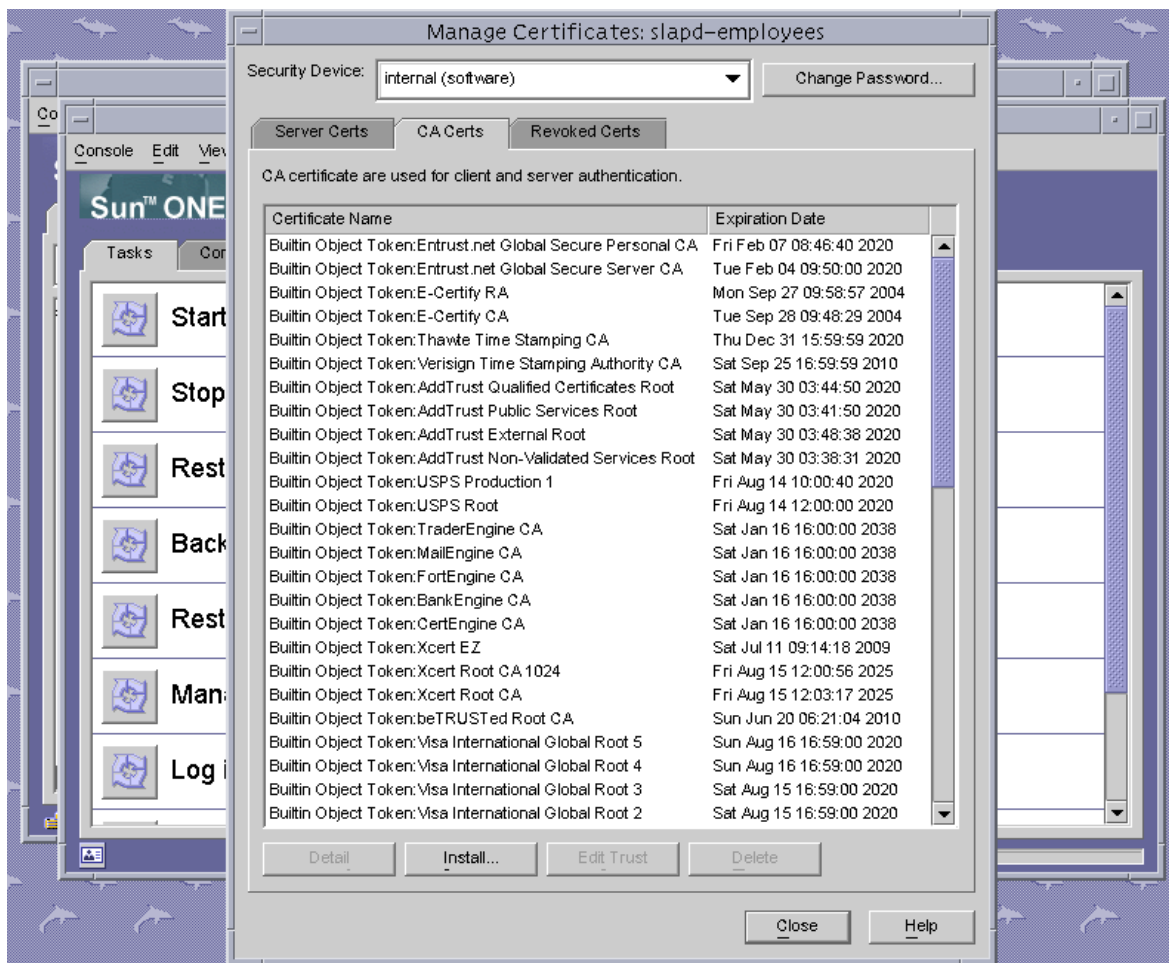 Manage Certificates: slapd-employees
Security Device: internal (software) Change Password...
Co
Console Edit View
Sun™ ONE
Server Certs CA Certs Revoked Certs
CA certificate are used for client and server authentication.
Tasks Con
Certificate Name Expiration Date
Builtin Object Token:Entrust.net Global Secure Personal CA Fri Feb 07 08:46:40 2020
Builtin Object Token:Entrust.net Global Secure Server CA Tue Feb 04 09:50:00 2020
Builtin Object Token:E-Certify RA Mon Sep 27 09:58:57 2004
Builtin Object Token:E-Certify CA Tue Sep 28 09:48:29 2004
Builtin Object Token:Thawte Time Stamping CA Thu Dec 31 15:59:59 2020
Builtin Object Token:Verisign Time Stamping Authority CA Sat Sep 25 16:59:59 2010
Builtin Object Token:AddTrust Qualified Certificates Root Sat May 30 03:44:50 2020
Builtin Object Token:AddTrust Public Services Root Sat May 30 03:41:50 2020
Builtin Object Token:AddTrust External Root Sat May 30 03:48:38 2020
Builtin Object Token:AddTrust Non-Validated Services Root Sat May 30 03:38:31 2020
Builtin Object Token:USPS Production 1 Fri Aug 14 10:00:40 2020
Builtin Object Token:USPS Root Fri Aug 14 12:00:00 2020
Builtin Object Token:TraderEngine CA Sat Jan 16 16:00:00 2038
Builtin Object Token:MailEngine CA Sat Jan 16 16:00:00 2038
Builtin Object Token:FortEngine CA Sat Jan 16 16:00:00 2038
Builtin Object Token:BankEngine CA Sat Jan 16 16:00:00 2038
Builtin Object Token:CertEngine CA Sat Jan 16 16:00:00 2038
Builtin Object Token:Xcert EZ Sat Jul 11 09:14:18 2009
Builtin Object Token:Xcert Root CA 1024 Fri Aug 15 12:00:56 2025
Builtin Object Token:Xcert Root CA Fri Aug 15 12:03:17 2025
Builtin Object Token:beTRUSTed Root CA Sun Jun 20 06:21:04 2010
Builtin Object Token:Visa International Global Root 5 Sun Aug 16 16:59:00 2020
Builtin Object Token:Visa International Global Root 4 Sun Aug 16 16:59:00 2020
Builtin Object Token:Visa International Global Root 3 Sat Aug 15 16:59:00 2020
Builtin Object Token:Visa International Global Root 2 Sat Aug 15 16:59:00 2020
Start
Stop
Rest
Back
Rest
Man
Log i
Detail Install... Edit Trust Delete
Close Help